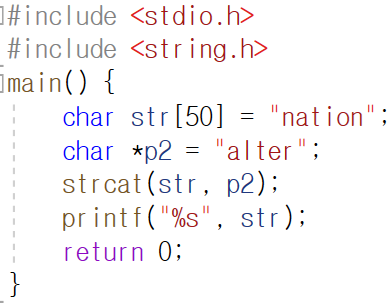 #include <stdio.h>
#include <string.h>
main() {
    char str[50] = "nation";
    char *p2 = "alter";
    strcat(str, p2);
    printf("%s", str);
    return 0;
}